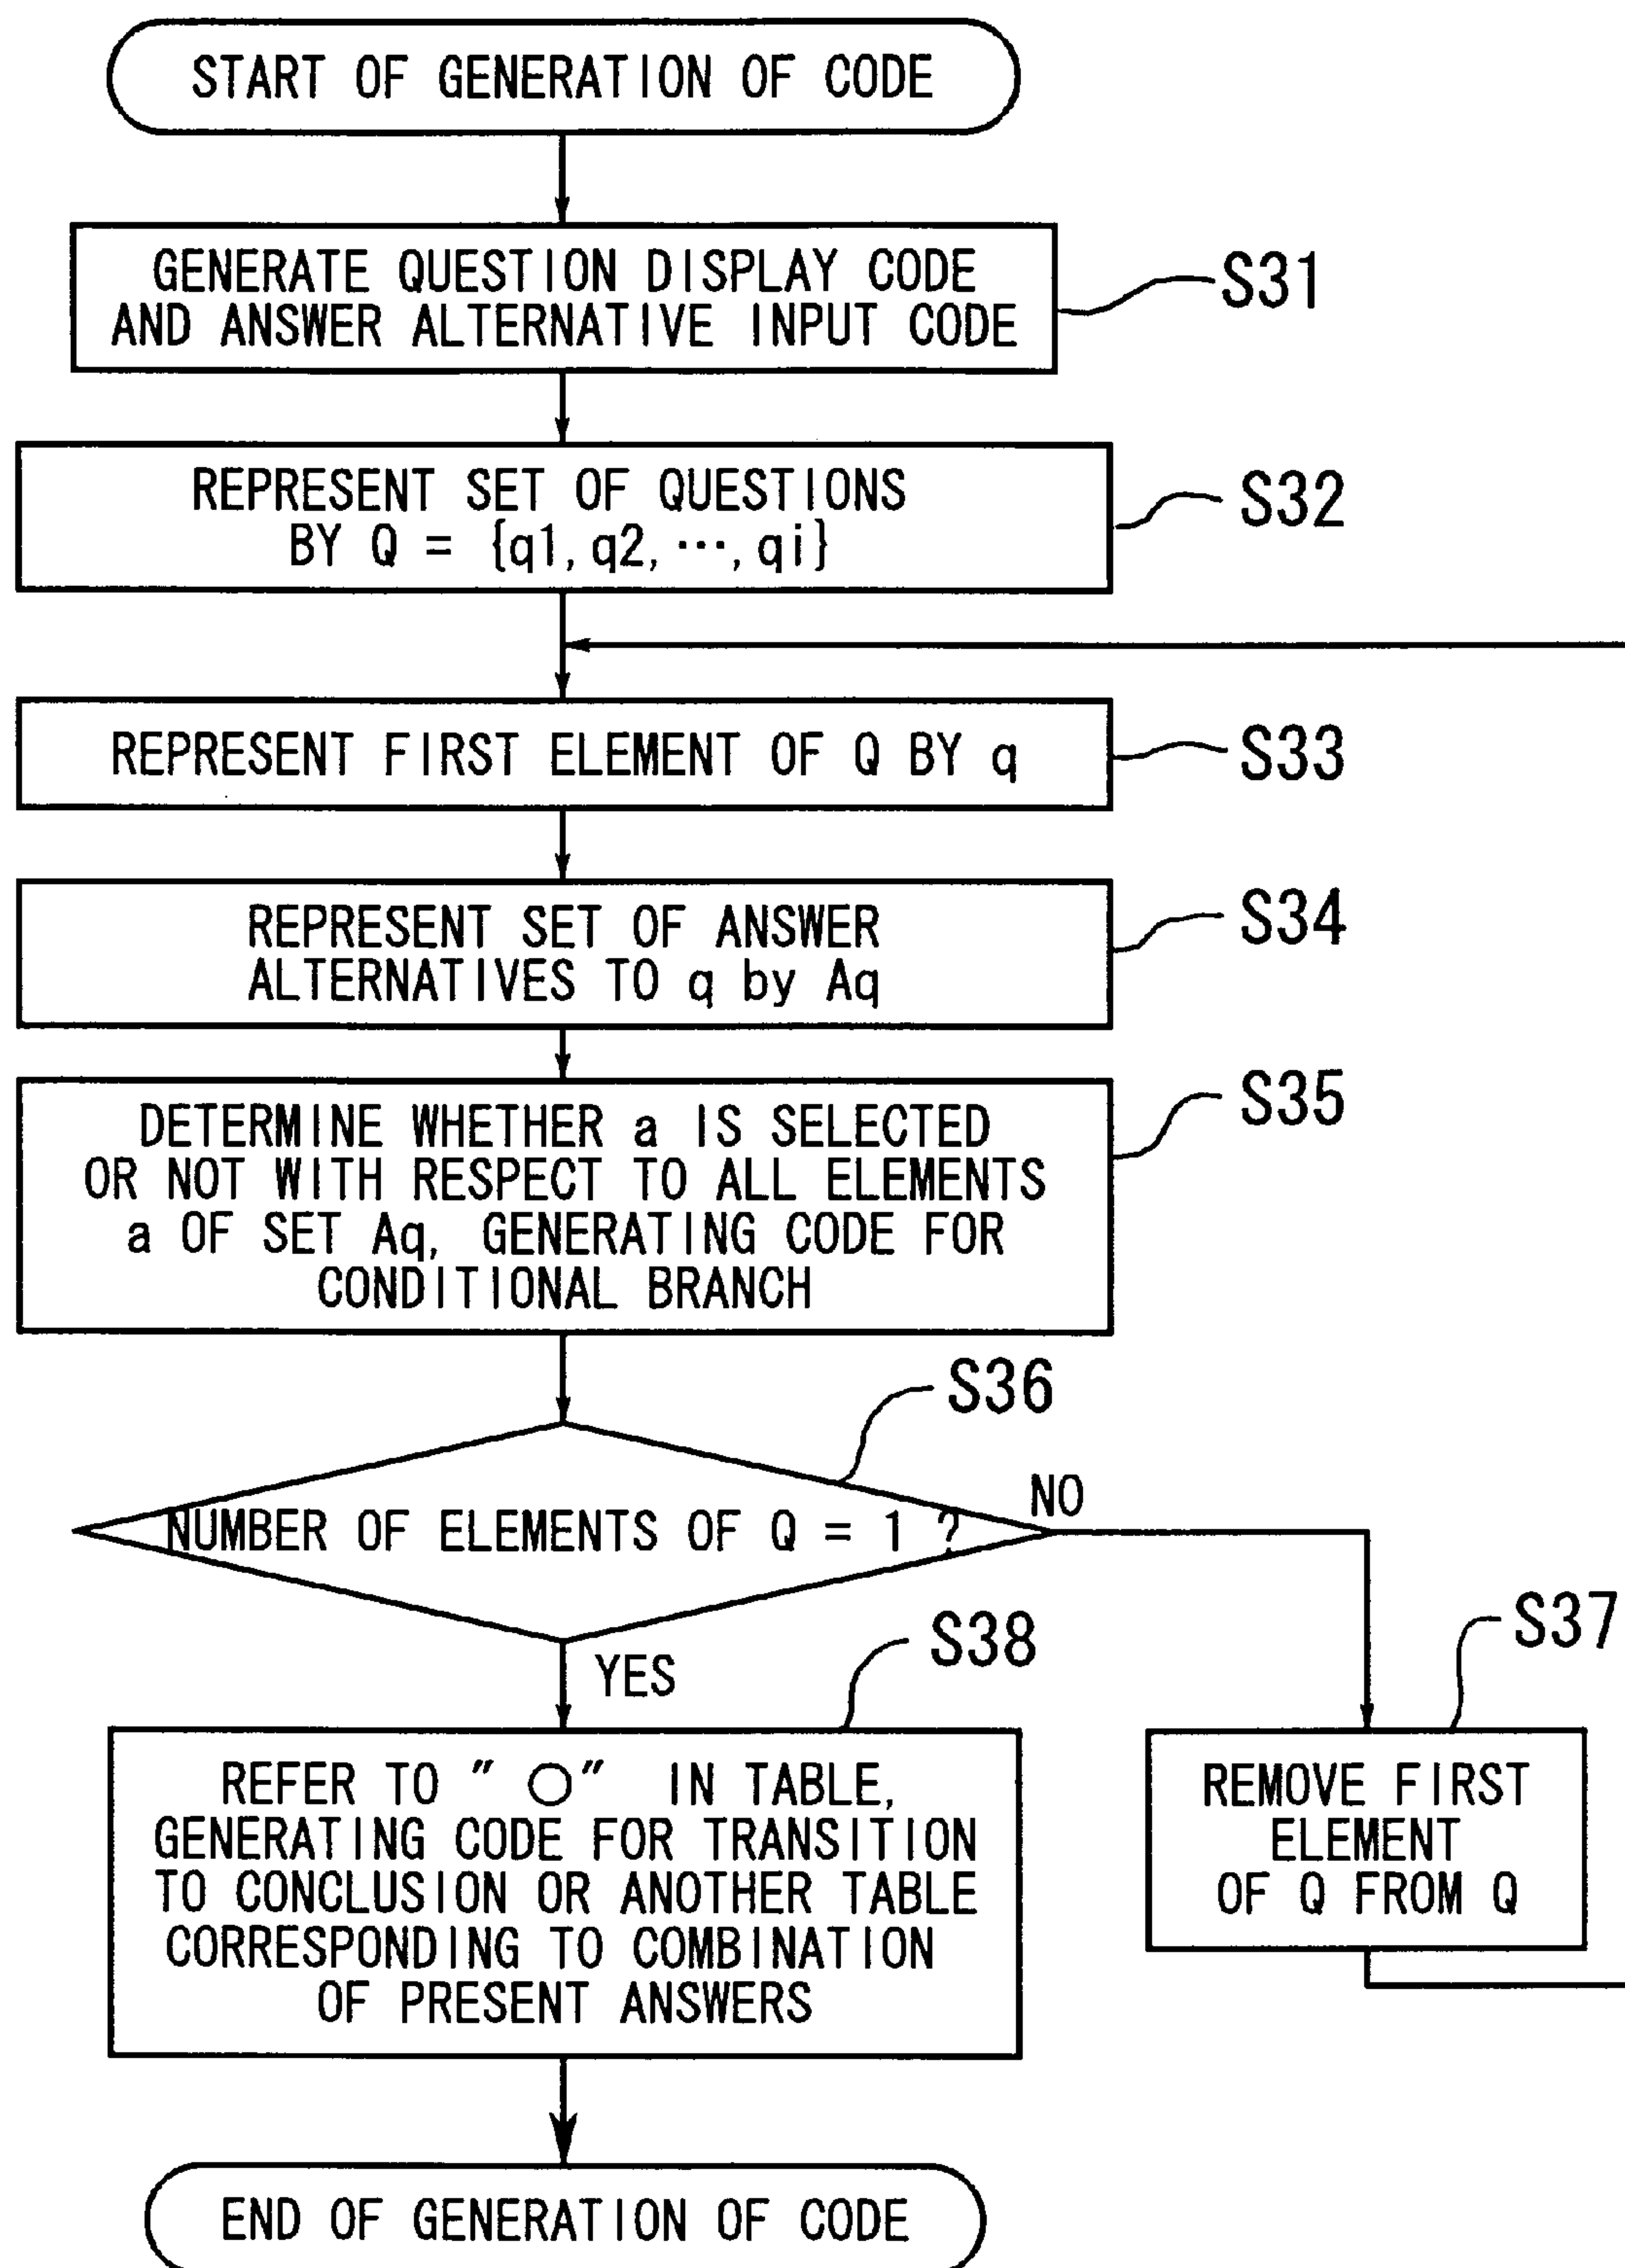 START OF GENERATION OF CODE
GENERATE QUESTION DISPLAY CODE
AND ANSWER ALTERNATIVE INPUT CODE
S31
REPRESENT SET OF QUESTIONS
BY Q = {q1, q2, ···, qi}
S32
REPRESENT FIRST ELEMENT OF Q BY q
S33
REPRESENT SET OF ANSWER
ALTERNATIVES TO q by Aq
S34
DETERMINE WHETHER a IS SELECTED
OR NOT WITH RESPECT TO ALL ELEMENTS
a OF SET Aq, GENERATING CODE FOR
CONDITIONAL BRANCH
S35
S36
NUMBER OF ELEMENTS OF Q = 1 ?
NO
YES
S38
S37
REFER TO "○" IN TABLE,
GENERATING CODE FOR TRANSITION
TO CONCLUSION OR ANOTHER TABLE
CORRESPONDING TO COMBINATION
OF PRESENT ANSWERS
REMOVE FIRST
ELEMENT
OF Q FROM Q
END OF GENERATION OF CODE